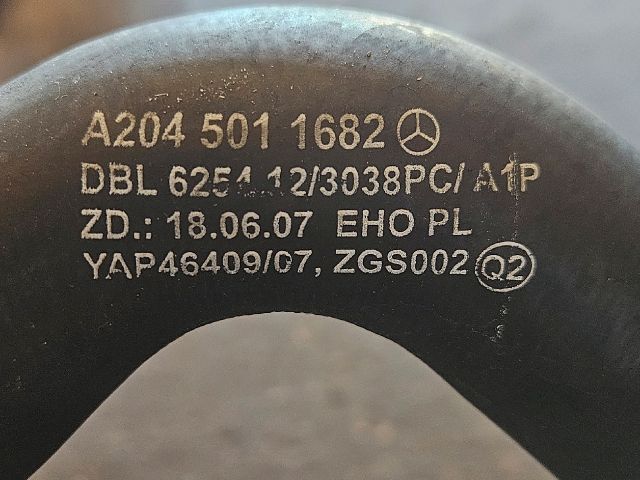 A204 501 1682
DBL 6254.12/3038PC/ A1P
ZD.: 18.06.07 EHO PL
YAP46409/07, ZGS002 Q2